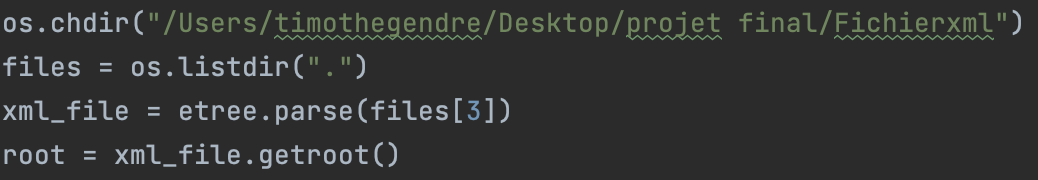 os.chdir("/Users/timothegendre/Desktop/projet final/Fichierxml")
files = os.listdir(".")
xml_file = etree.parse(files[3])
root = xml_file.getroot()